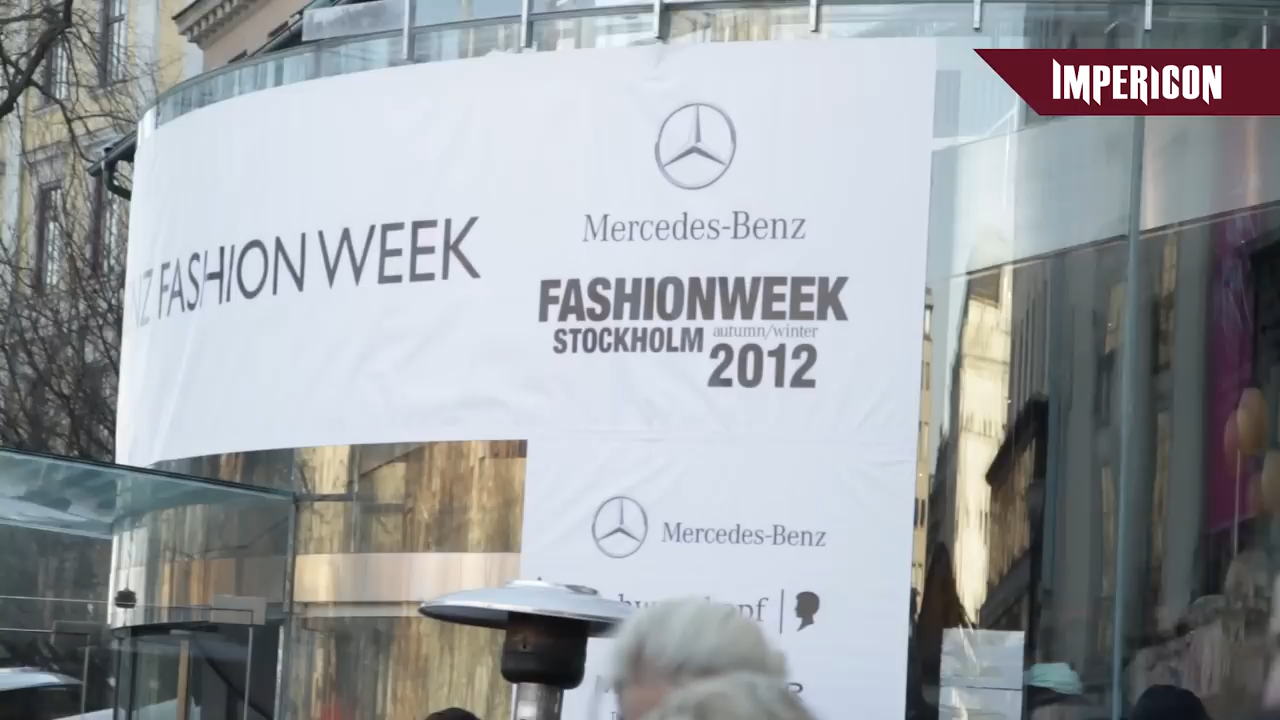 IMPERICON
NZ FASHION WEEK
Mercedes-Benz
FASHIONWEEK
STOCKHOLM autumn/winter
2012
Mercedes-Benz